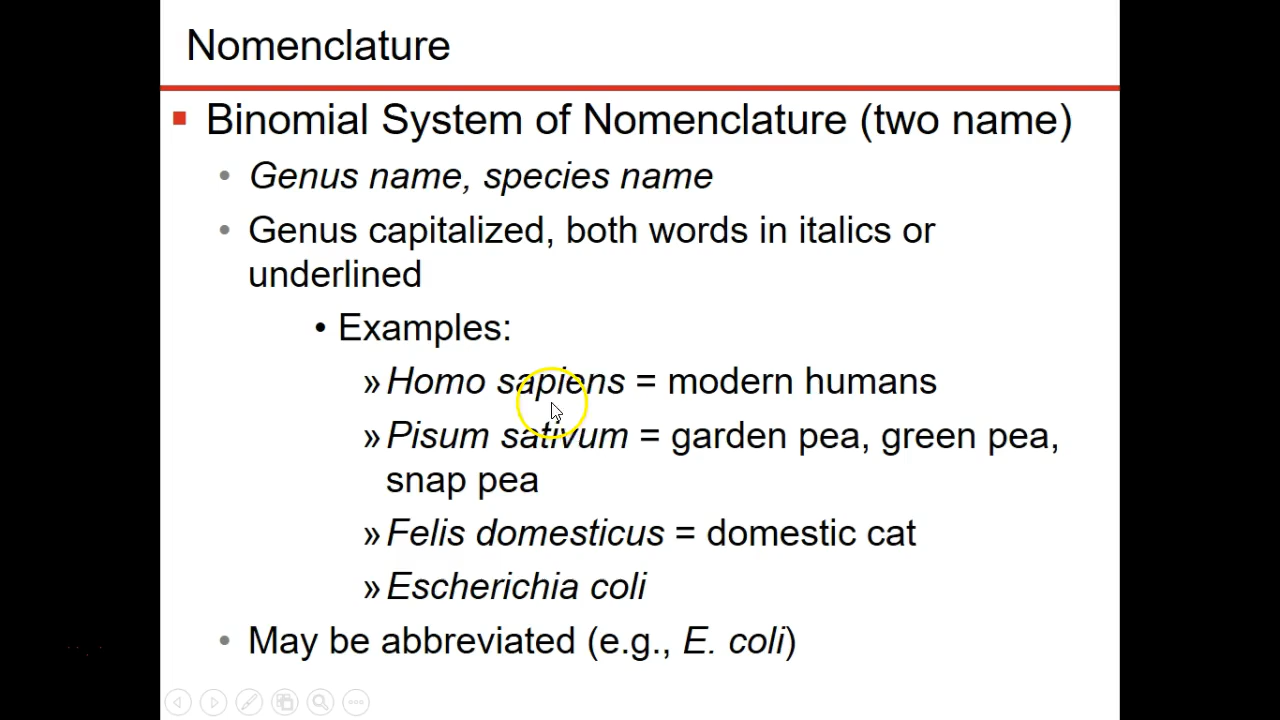 Nomenclature
Binomial System of Nomenclature (two name)
Genus name, species name
Genus capitalized, both words in italics or
underlined
• Examples:
» Homo sapiens = modern humans
» Pisum sativum = garden pea, green pea,
snap pea
» Felis domesticus = domestic cat
» Escherichia coli
May be abbreviated (e.g., E. coli)